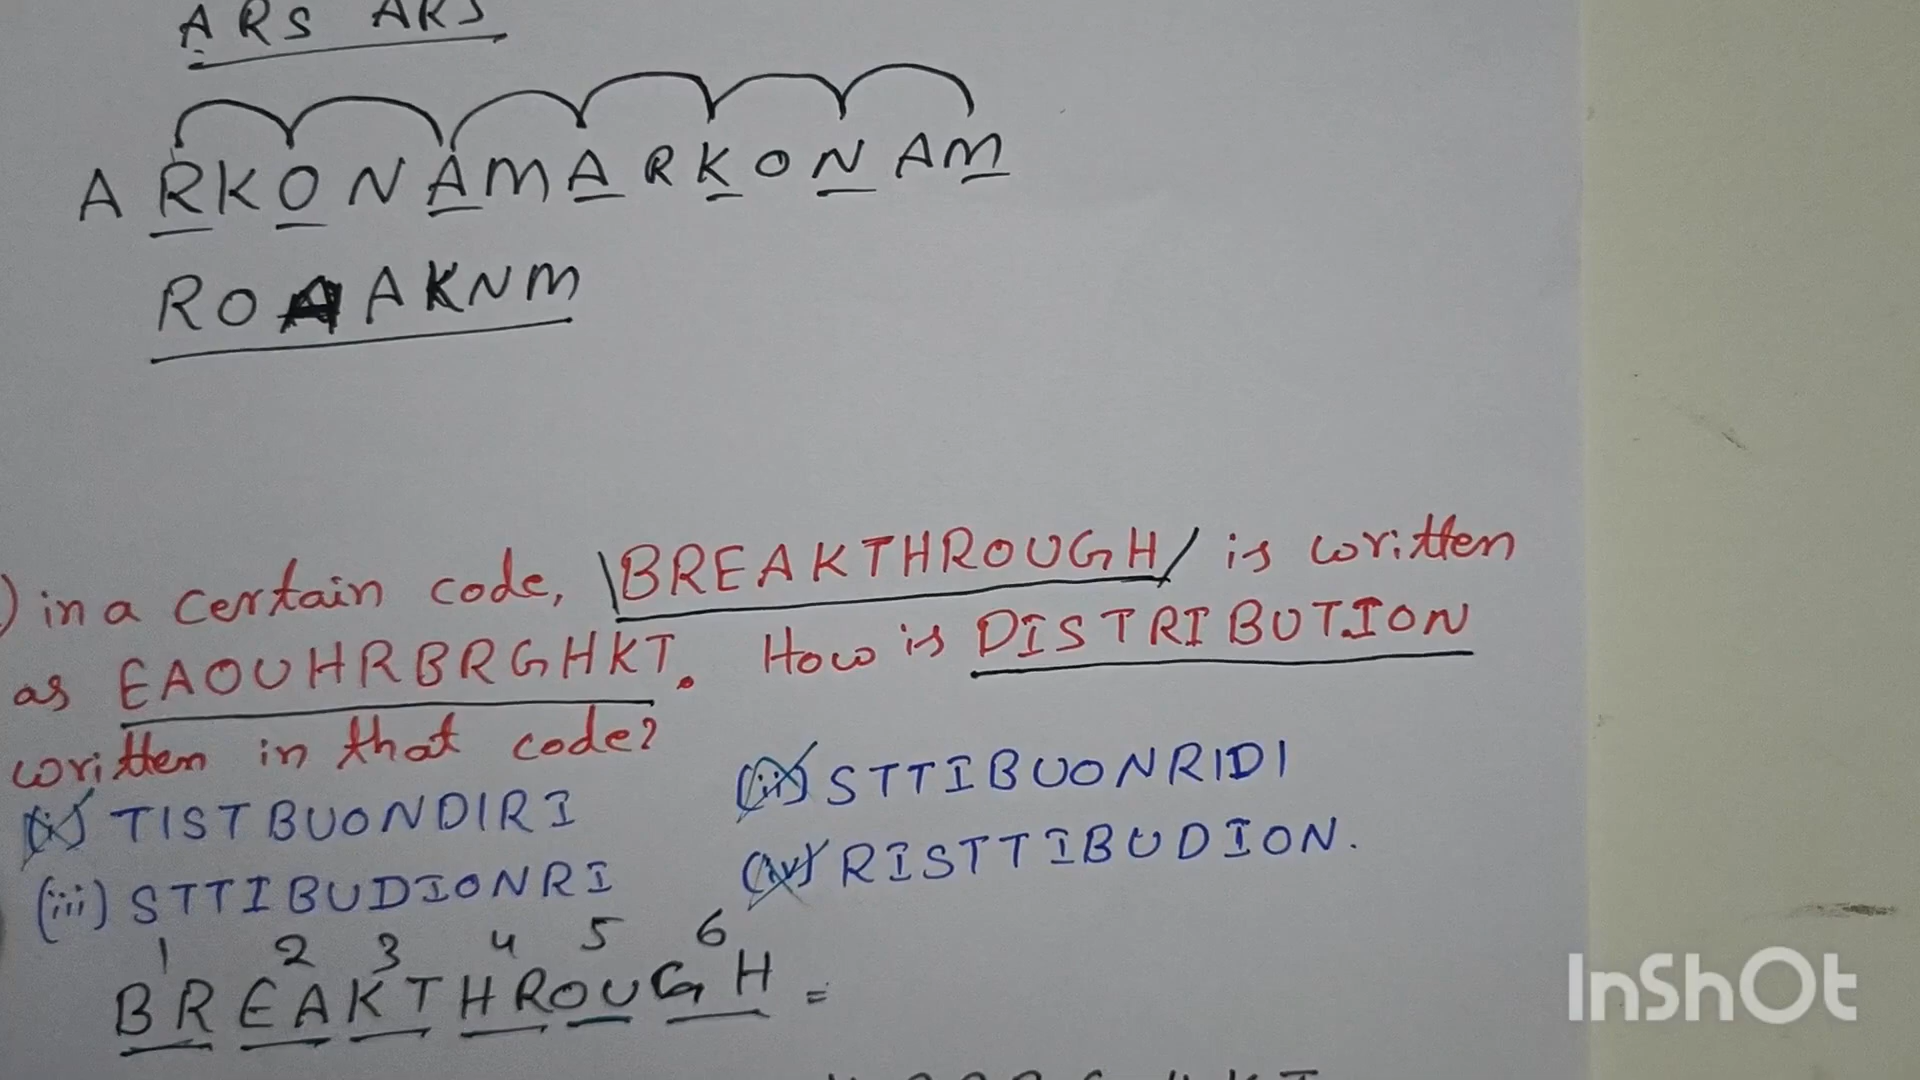 ARS ARS
ARKONAMARKONAM
ROAAKNM
) in a certain code, \BREAKTHROUGH/ is written
as EAOUHRBRGHKT. How is DISTRIBUTION
written in that code?
(i) TISTBUONDIRI (ii) STTIBUONRIDI
(iii) STTIBUDIONRI (iv) RISTTIBUDION.
1 2 3 4 5 6
BREAKTHROUGH =
InShOt